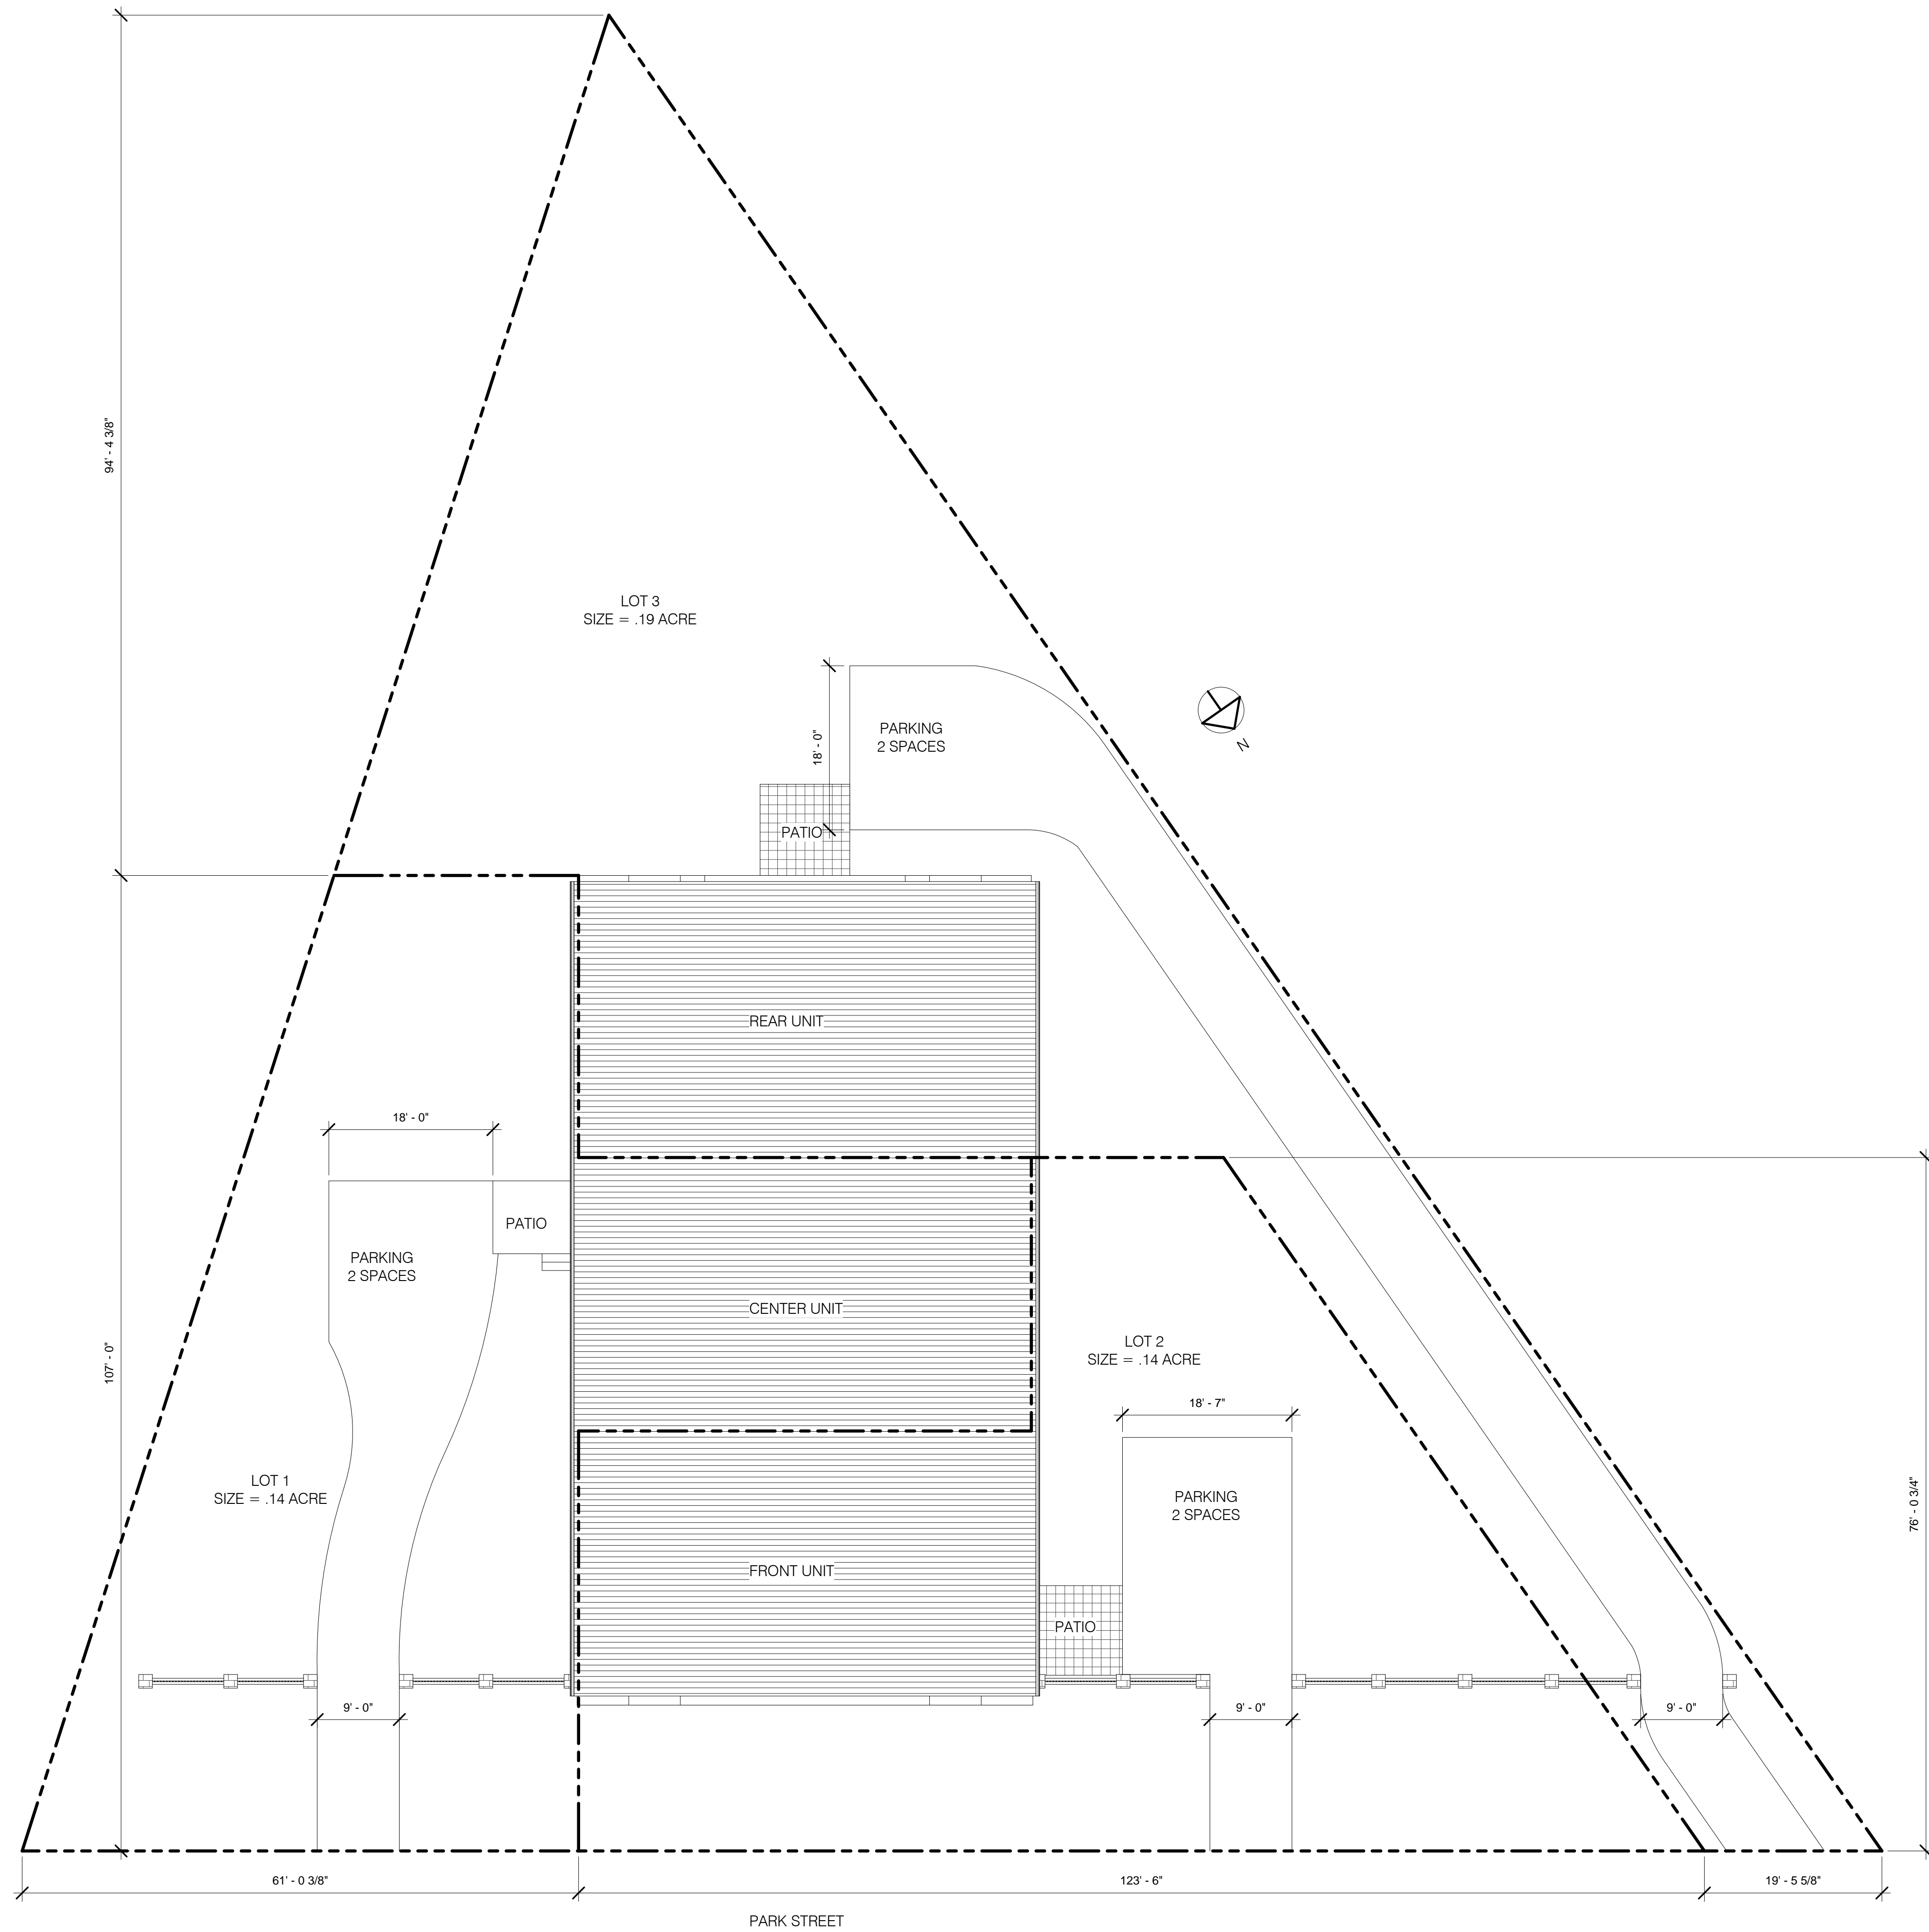 94' - 4 3/8"
LOT 3
SIZE = .19 ACRE
PARKING
2 SPACES
18' - 0"
N
PATIO
REAR UNIT
18' - 0"
PATIO
PARKING
2 SPACES
CENTER UNIT
LOT 2
SIZE = .14 ACRE
107' - 0"
18' - 7"
LOT 1
SIZE = .14 ACRE
PARKING
2 SPACES
76' - 0 3/4"
FRONT UNIT
PATIO
9' - 0"
9' - 0"
9' - 0"
61' - 0 3/8"
123' - 6"
19' - 5 5/8"
PARK STREET